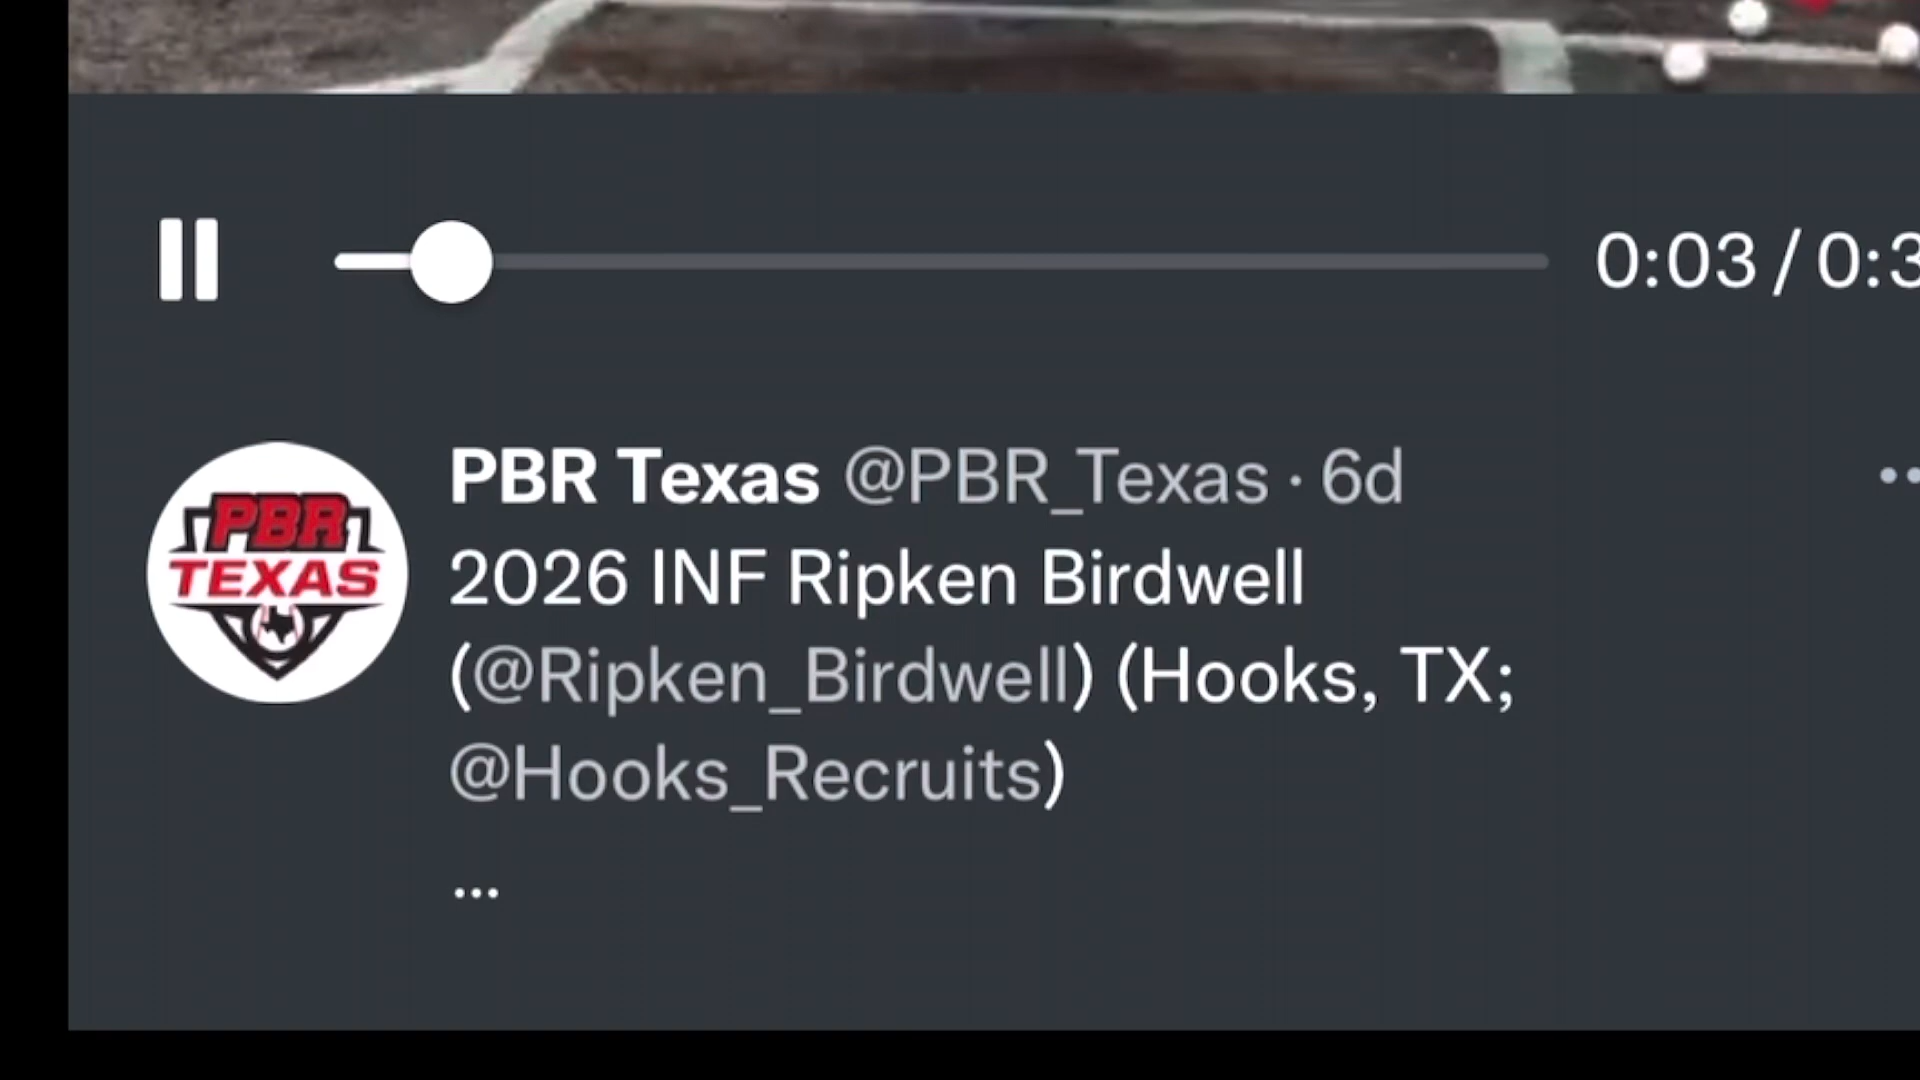 0:03 / 0:3
PBR Texas @PBR_Texas · 6d
PBR
TEXAS
2026 INF Ripken Birdwell
(@Ripken_Birdwell) (Hooks, TX;
@Hooks_Recruits)
...